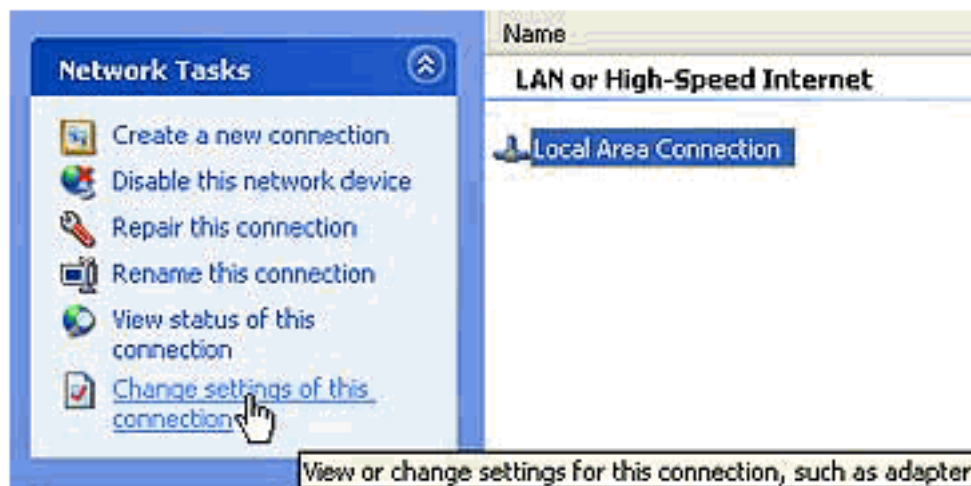 Network Tasks
Create a new connection
Disable this network device
Repair this connection
Rename this connection
View status of this
connection
Change settings of this
connection
Name
LAN or High-Speed Internet
Local Area Connection
View or change settings for this connection, such as adapter